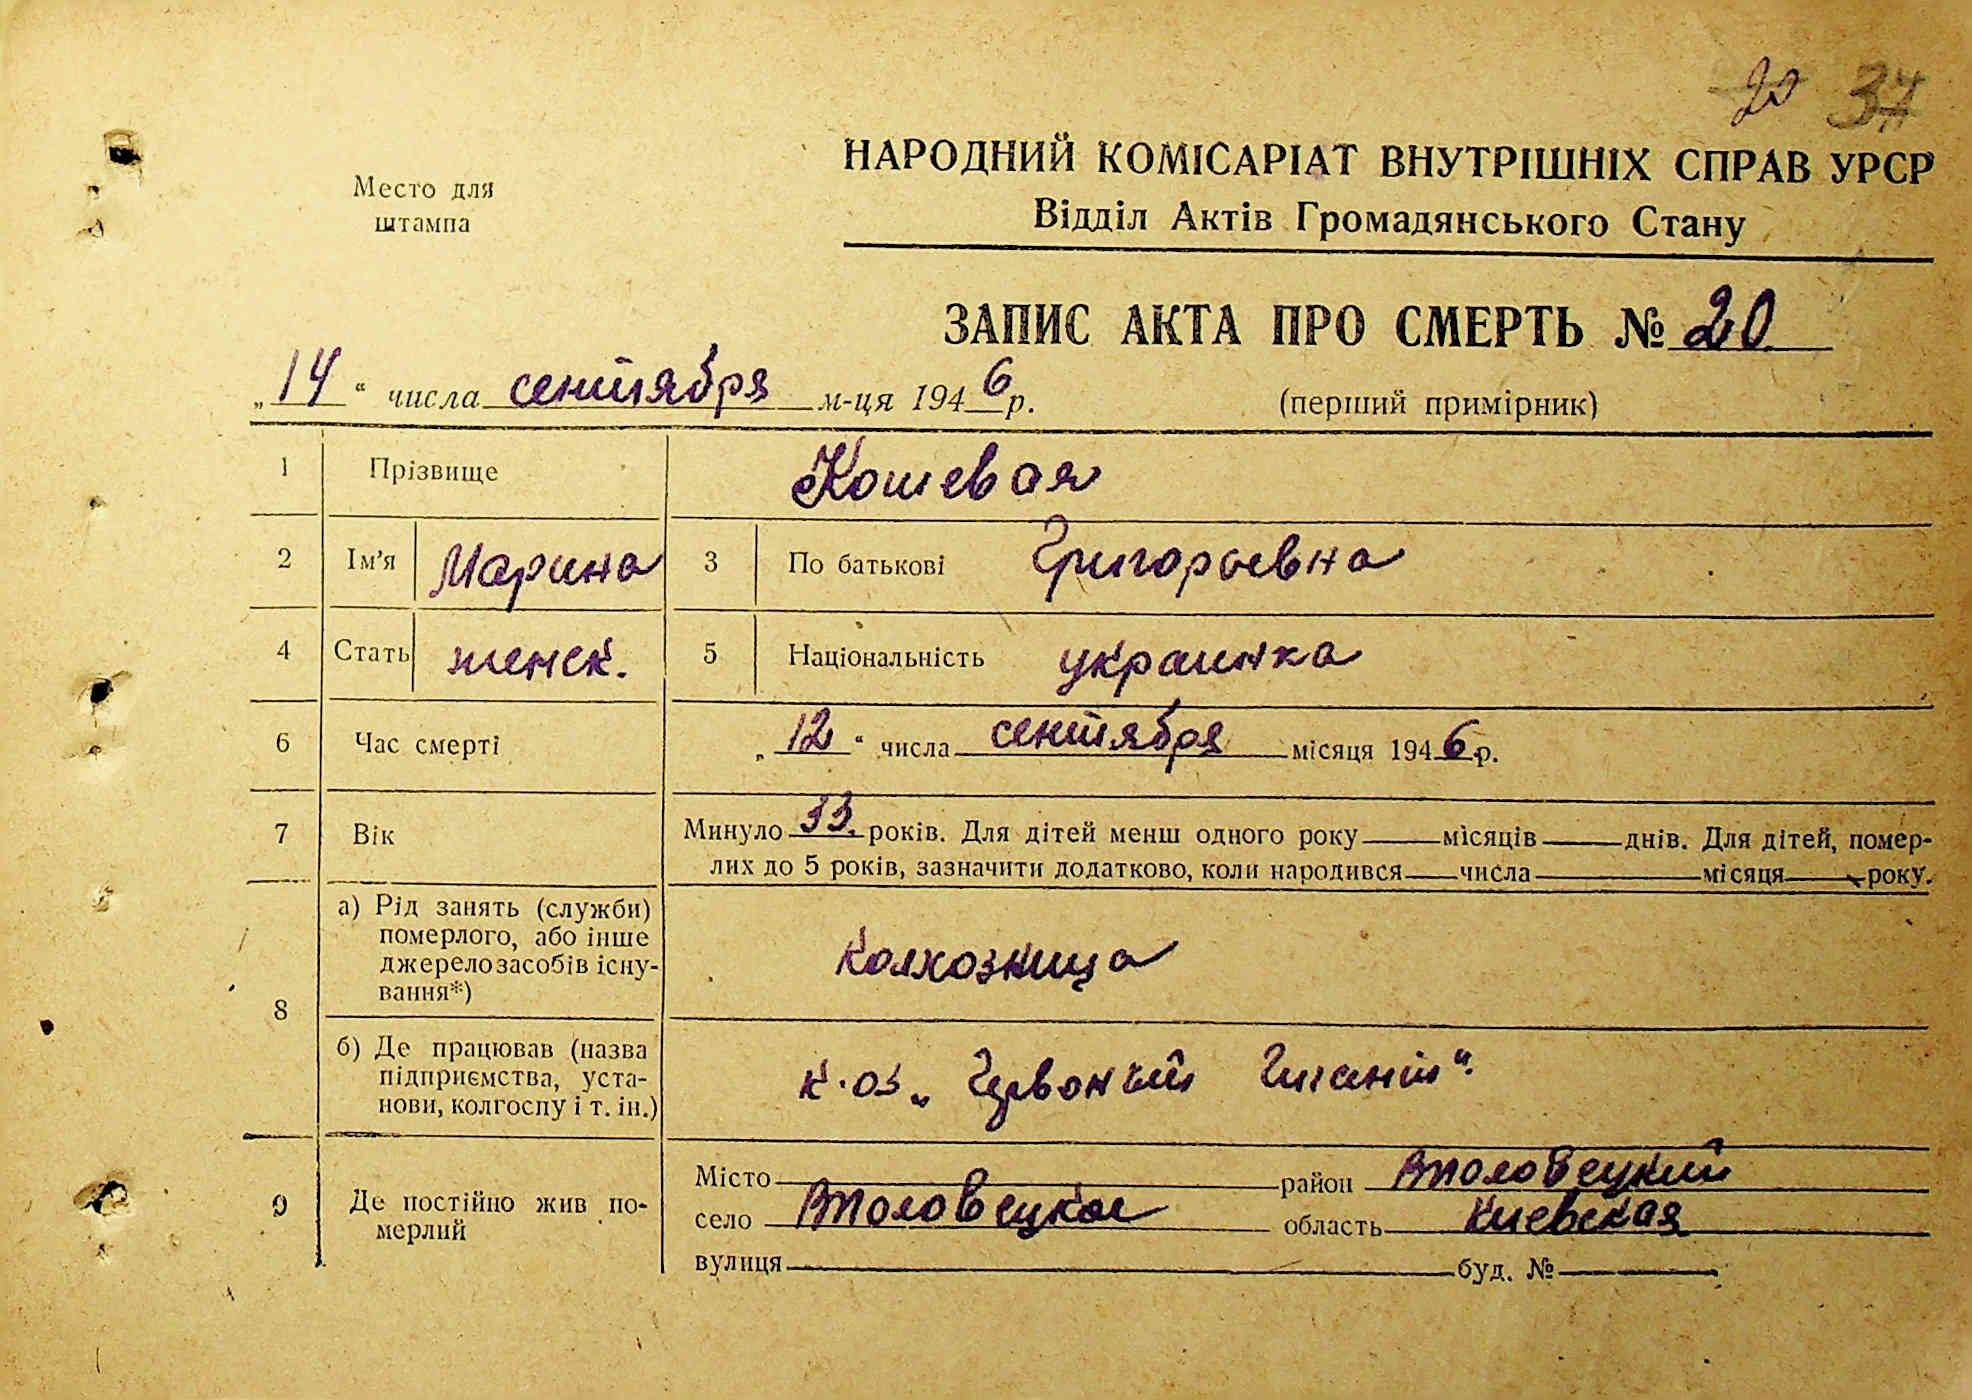 20 37
Место для
штампа
НАРОДНИЙ КОМІСАРІАТ ВНУТРІШНІХ СПРАВ УРСР
Відділ Актів Громадянського Стану
ЗАПИС АКТА ПРО СМЕРТЬ № 20
„14“ числа сентября м-ця 1946 р.
(перший примірник)
1 Прізвище Кошевая
2 Ім'я Марина 3 По батькові Григорьевна
4 Стать женск. 5 Національність украинка
6 Час смерті „12“ числа сентября місяця 1946 р.
7 Вік Минуло 33 років. Для дітей менш одного року місяців днів. Для дітей, помер-
лих до 5 років, зазначити додатково, коли народився числа місяця року.
8 а) Рід занять (служби)
померлого, або інше
джерело засобів існу-
вання*)
колхозница
б) Де працював (назва
підприємства, уста-
нови, колгоспу і т. ін.)
к-оз „Червоный Гигант“.
9 Де постійно жив по-
мерлий
Місто район Володарский
село область Киевская
вулиця буд. №